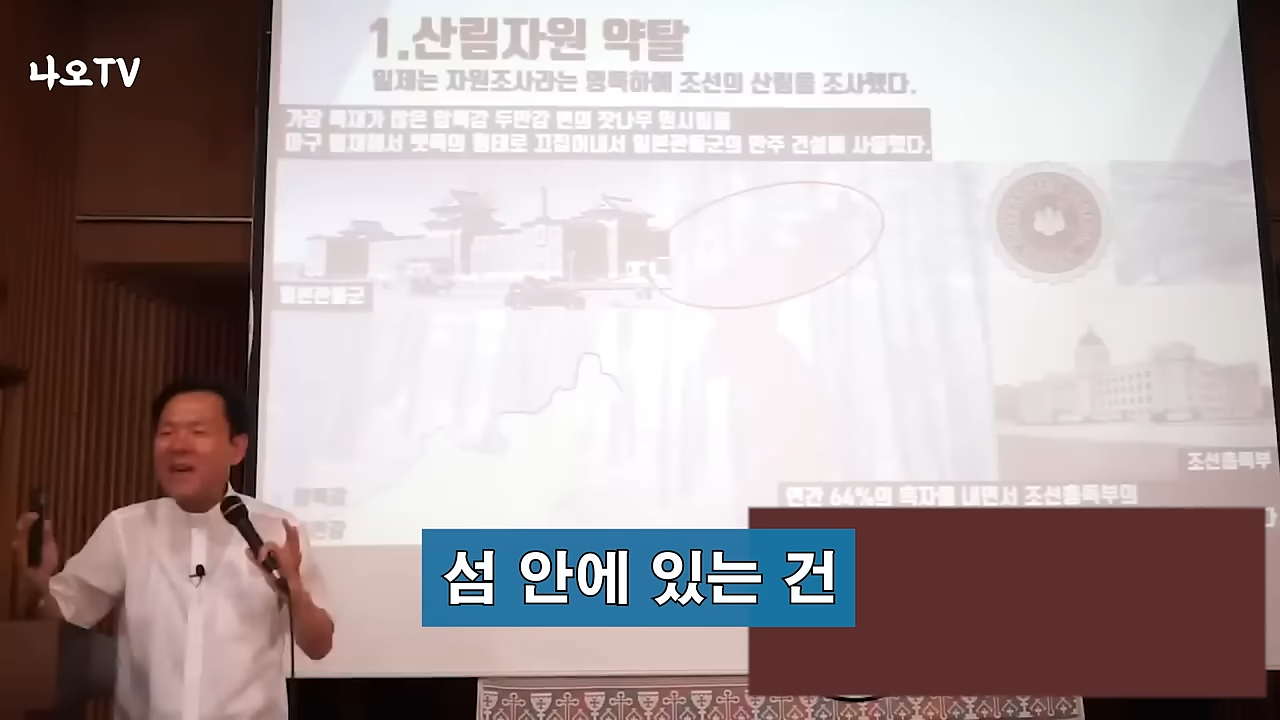 나오TV
1.산림자원 약탈
일제는 자원조사라는 명목하에 조선의 산림을 조사했다.
가장 목재가 많은 압록강 두만강 변의 잣나무 원시림을
마구 벌채해서 뗏목의 형태로 끄집어내서 일본관동군의 만주 건설에 사용했다.
일본관동군
조선총독부
압록강
연간 64%의 흑자를 내면서 조선총독부의
섬 안에 있는 건